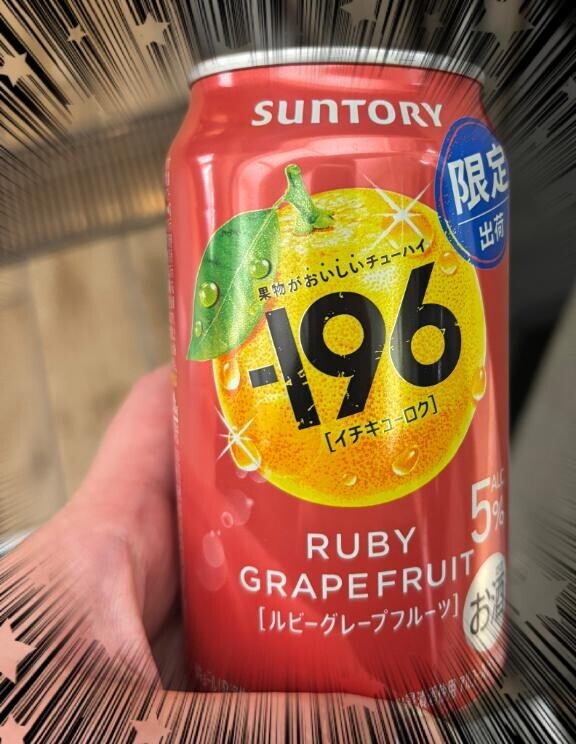 SUNTORY
限定
出荷
果物がおいしいチューハイ
-196
[イチキューロク]
ALC
5%
RUBY
GRAPEFRUIT
[ルビーグレープフルーツ]
お酒